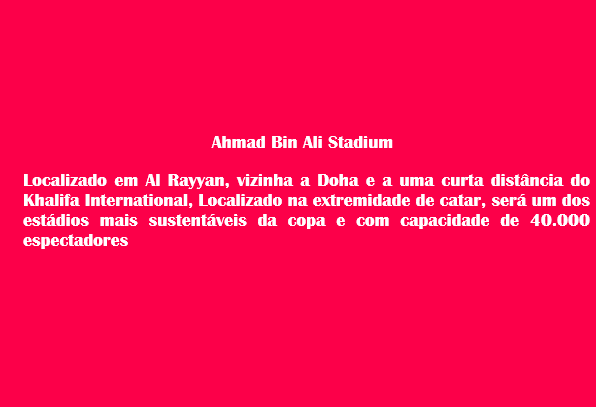 Ahmad Bin Ali Stadium
Localizado em Al Rayyan, vizinha a Doha e a uma curta distância do
Khalifa International, Localizado na extremidade de catar, será um dos
estádios mais sustentáveis da copa e com capacidade de 40.000
espectadores